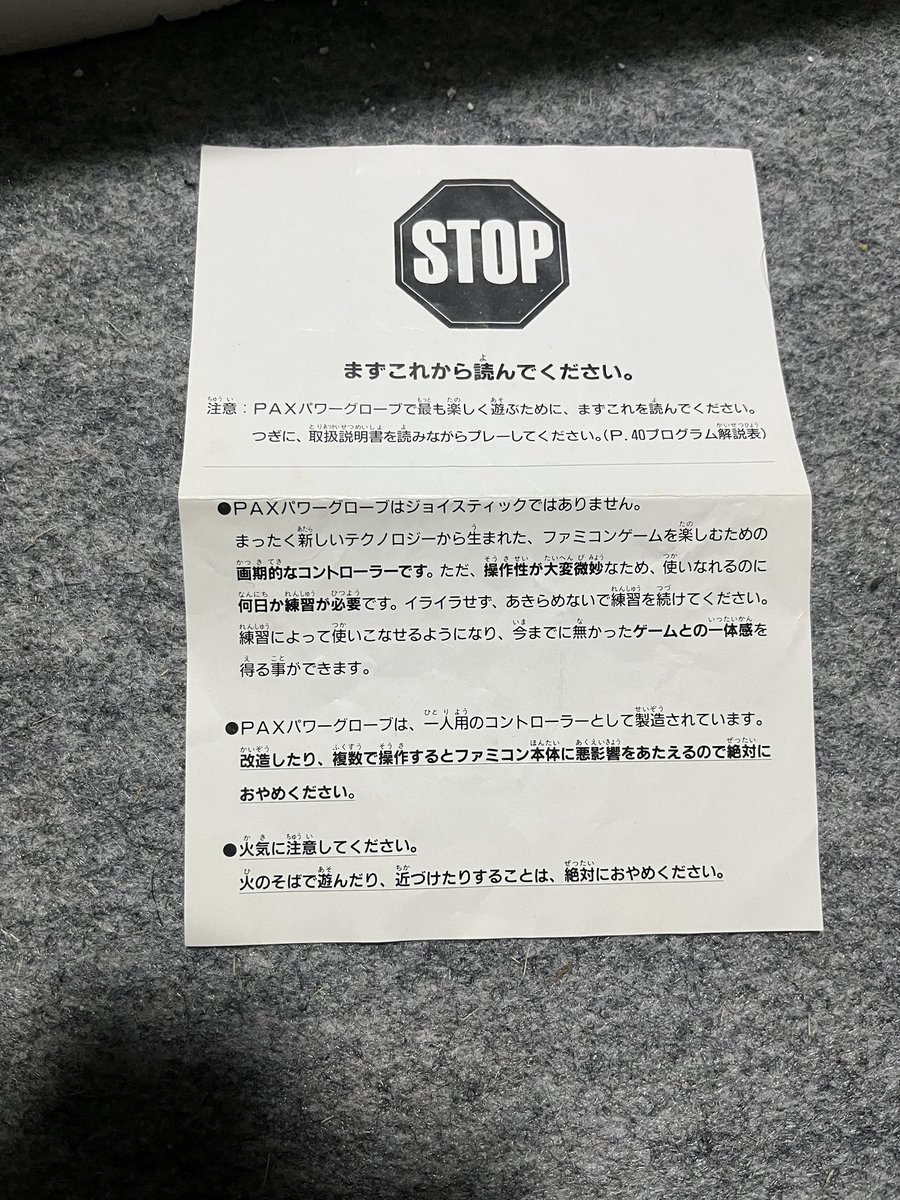 STOP
まずこれから読んでください。
注意：PAXパワーグローブで最も楽しく遊ぶために、まずこれを読んでください。
つぎに、取扱説明書を読みながらプレーしてください。(P.40プログラム解説表)
●PAXパワーグローブはジョイスティックではありません。
まったく新しいテクノロジーから生まれた、ファミコンゲームを楽しむための
画期的なコントローラーです。ただ、操作性が大変微妙なため、使いなれるのに
何日か練習が必要です。イライラせず、あきらめないで練習を続けてください。
練習によって使いこなせるようになり、今までに無かったゲームとの一体感を
得る事ができます。
●PAXパワーグローブは、一人用のコントローラーとして製造されています。
改造したり、複数で操作するとファミコン本体に悪影響をあたえるので絶対に
おやめください。
●火気に注意してください。
火のそばで遊んだり、近づけたりすることは、絶対におやめください。